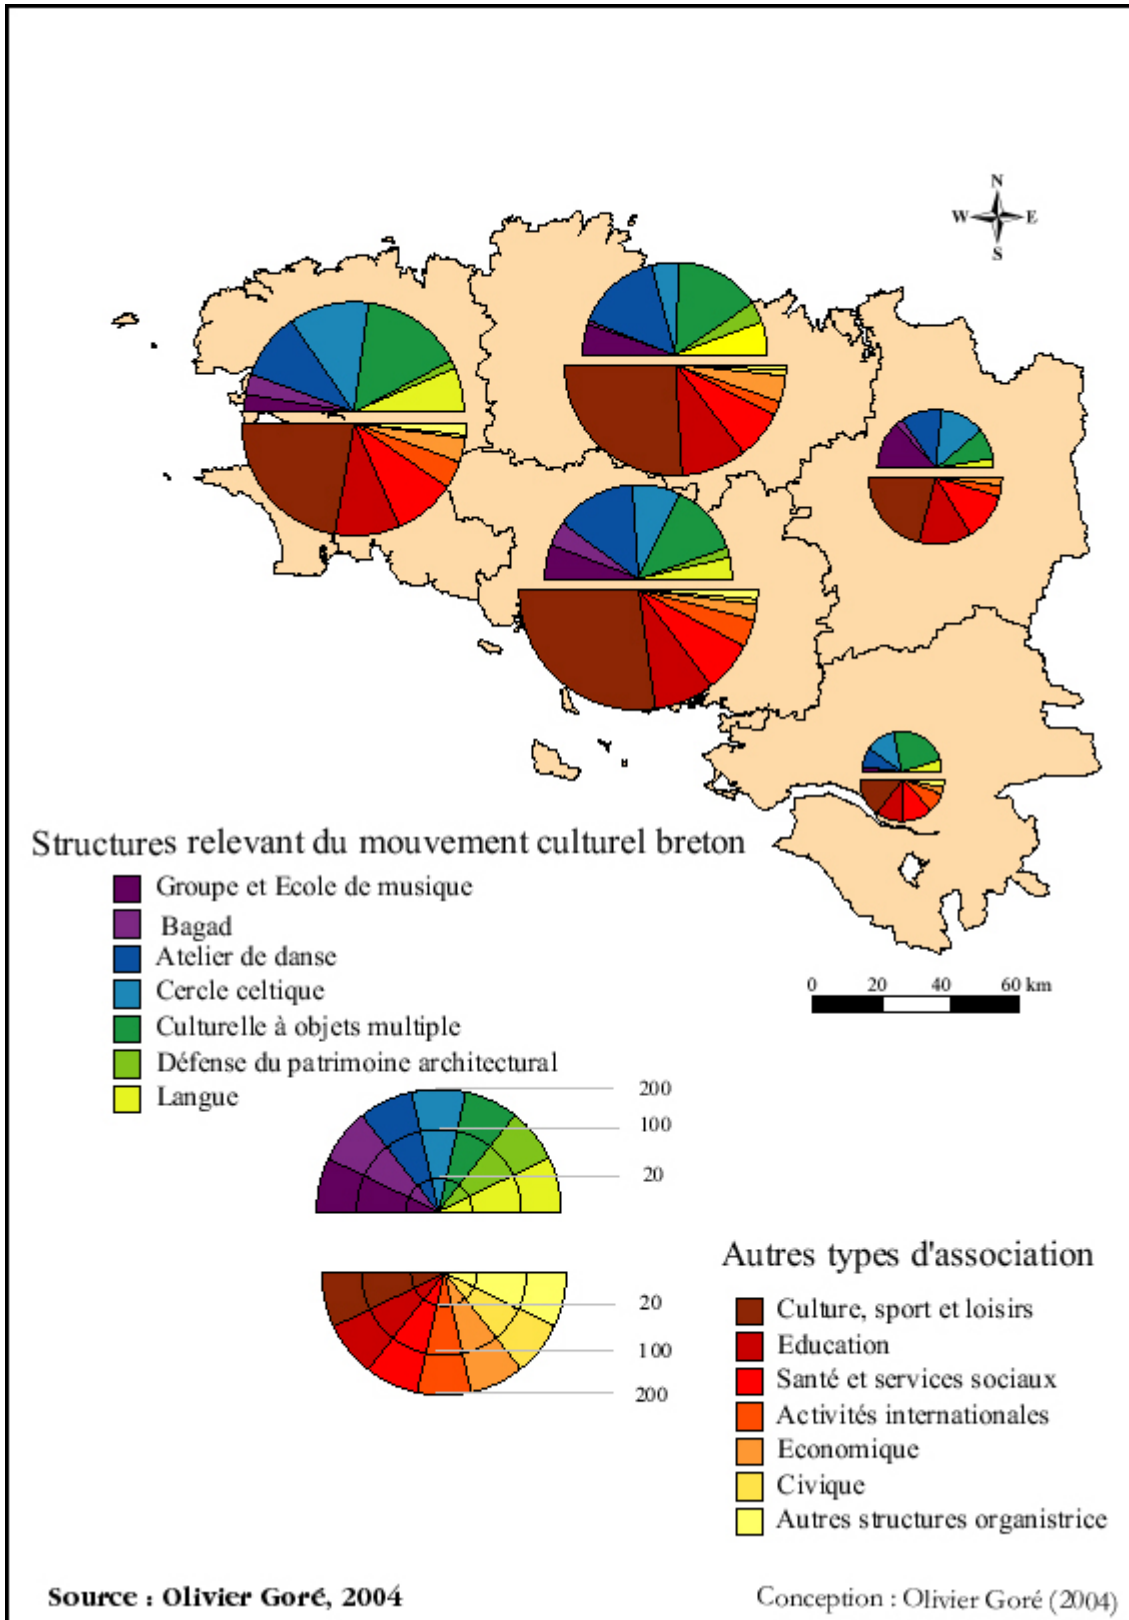 N
W E
S
Structures relevant du mouvement culturel breton
Groupe et Ecole de musique
Bagad
Atelier de danse
Cercle celtique
Culturelle à objets multiple
Défense du patrimoine architectural
Langue
0 20 40 60 km
200
100
20
20
100
200
Autres types d'association
Culture, sport et loisirs
Education
Santé et services sociaux
Activités internationales
Economique
Civique
Autres structures organistrice
Source : Olivier Goré, 2004
Conception : Olivier Goré (2004)